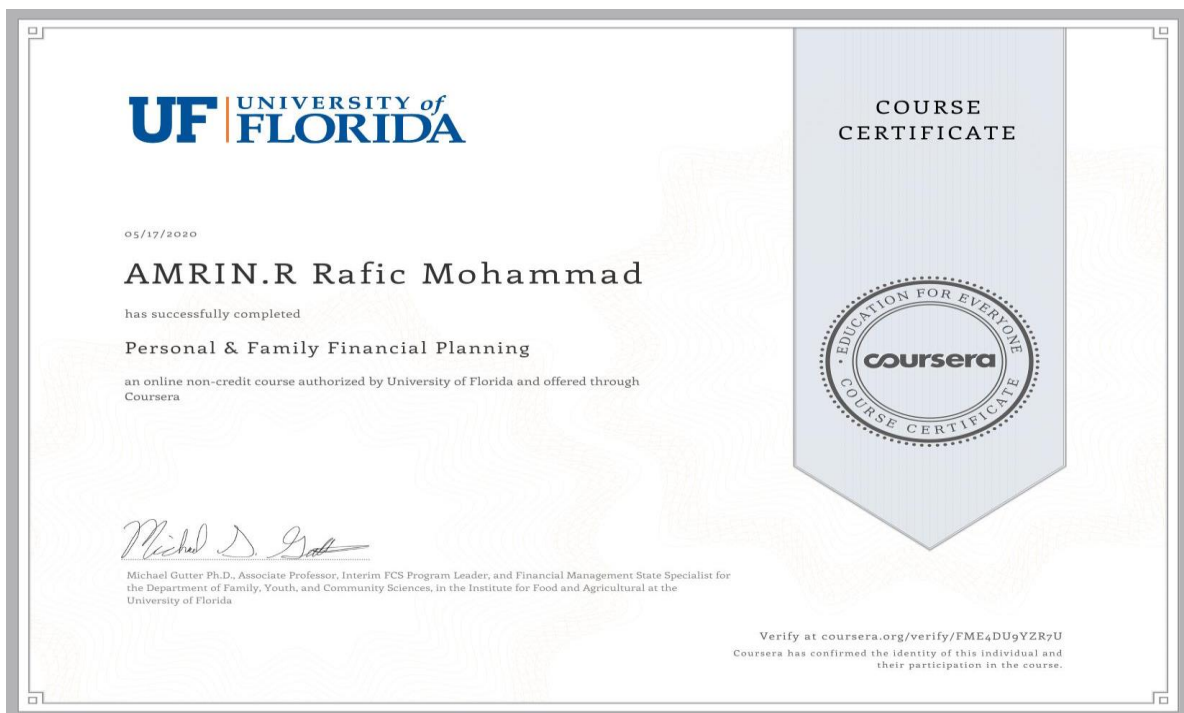 UF UNIVERSITY of
FLORIDA
COURSE
CERTIFICATE
05/17/2020
AMRIN.R Rafic Mohammad
has successfully completed
Personal & Family Financial Planning
an online non-credit course authorized by University of Florida and offered through
Coursera
EDUCATION FOR EVERYONE
coursera
COURSE CERTIFICATE
Michael Gutter Ph.D., Associate Professor, Interim FCS Program Leader, and Financial Management State Specialist for
the Department of Family, Youth, and Community Sciences, in the Institute for Food and Agricultural at the
University of Florida
Verify at coursera.org/verify/FME4DU9YZR7U
Coursera has confirmed the identity of this individual and
their participation in the course.